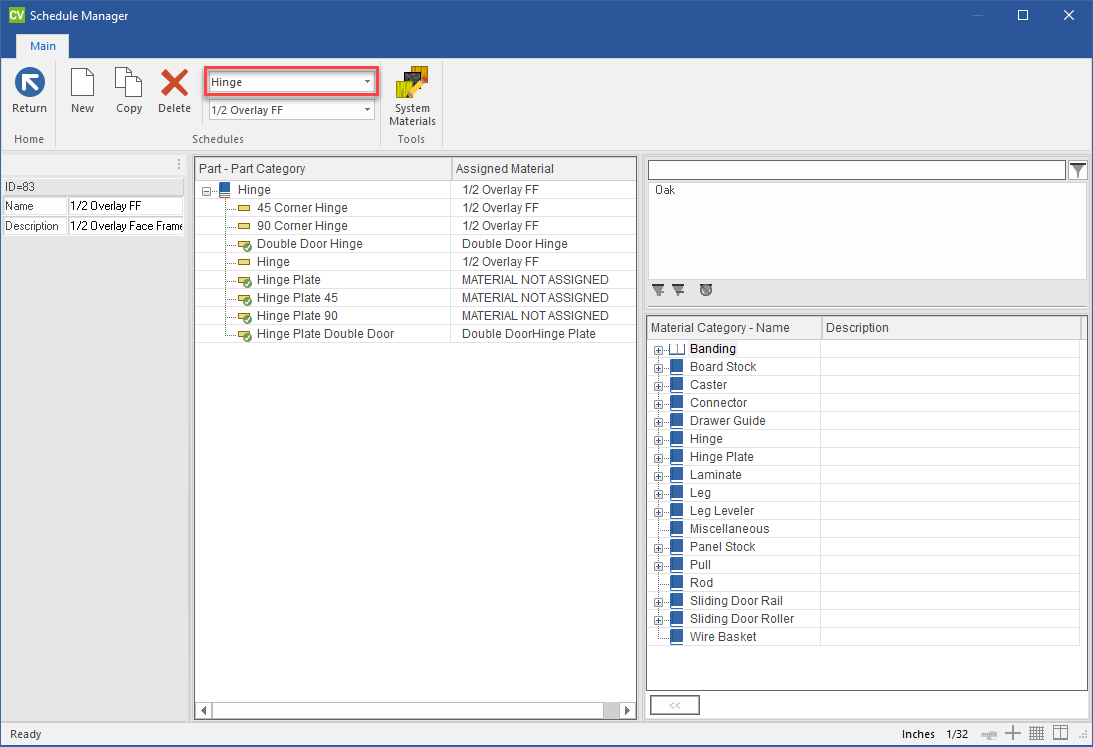 CV Schedule Manager
Main
Return
New
Copy
Delete
Hinge
1/2 Overlay FF
System
Materials
Home
Schedules
Tools
ID=83
Name 1/2 Overlay FF
Description 1/2 Overlay Face Frame
Part - Part Category Assigned Material
Hinge 1/2 Overlay FF
45 Corner Hinge 1/2 Overlay FF
90 Corner Hinge 1/2 Overlay FF
Double Door Hinge Double Door Hinge
Hinge 1/2 Overlay FF
Hinge Plate MATERIAL NOT ASSIGNED
Hinge Plate 45 MATERIAL NOT ASSIGNED
Hinge Plate 90 MATERIAL NOT ASSIGNED
Hinge Plate Double Door Double DoorHinge Plate
Oak
Material Category - Name Description
Banding
Board Stock
Caster
Connector
Drawer Guide
Hinge
Hinge Plate
Laminate
Leg
Leg Leveler
Miscellaneous
Panel Stock
Pull
Rod
Sliding Door Rail
Sliding Door Roller
Wire Basket
<<
Ready
Inches 1/32